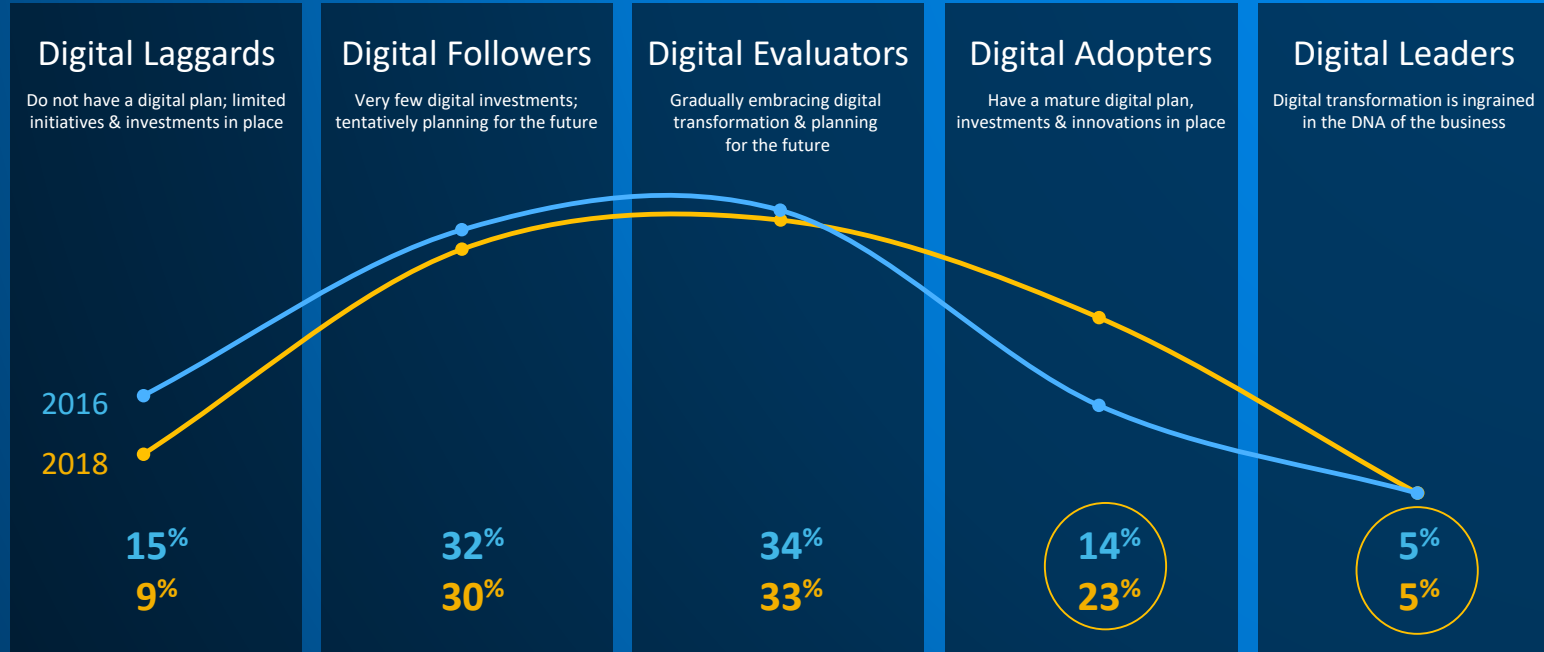 Digital Laggards
Do not have a digital plan; limited
initiatives & investments in place
Digital Followers
Very few digital investments;
tentatively planning for the future
Digital Evaluators
Gradually embracing digital
transformation & planning
for the future
Digital Adopters
Have a mature digital plan,
investments & innovations in place
Digital Leaders
Digital transformation is ingrained
in the DNA of the business
2016
2018
15%
9%
32%
30%
34%
33%
14%
23%
5%
5%